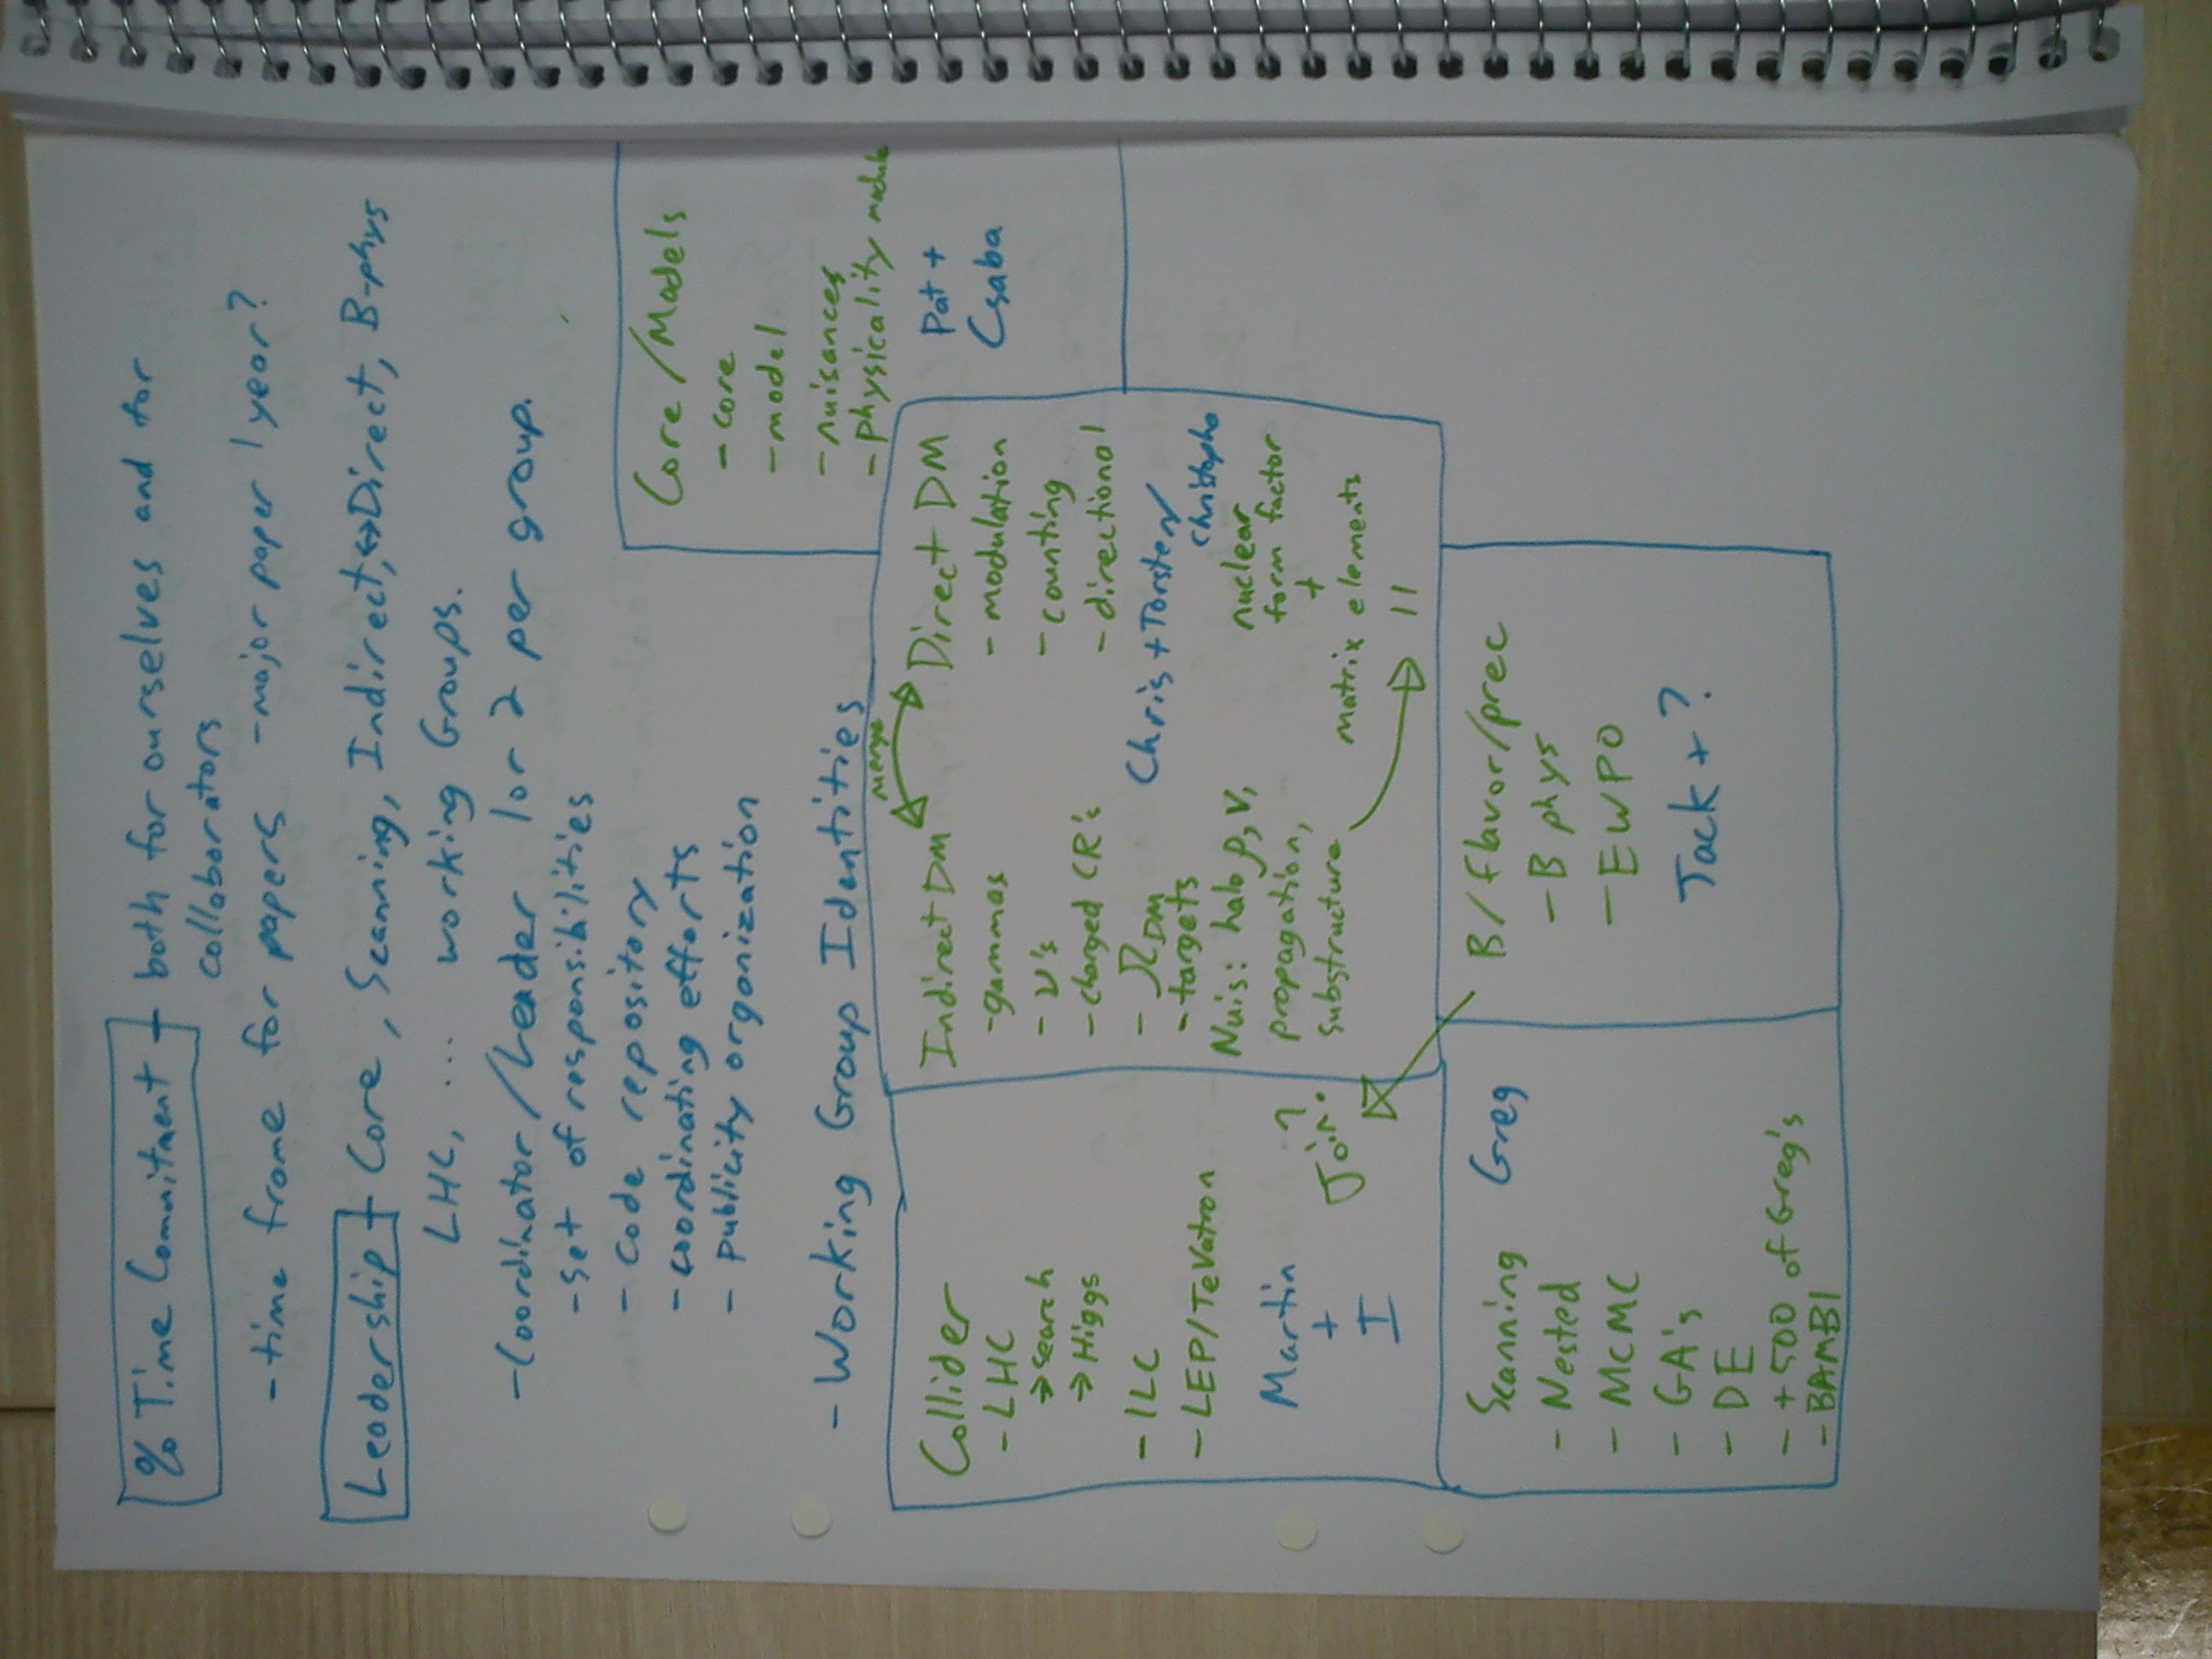 % Time Commitment - both for ourselves and for
collaborators
- time frame for papers - major paper 1 year?
Leadership - Core, Scanning, Indirect,↔Direct, B-phys
LHC, ... working Groups.
- Coordinator/Leader 1 or 2 per group.
- set of responsibilities
- code repository
- coordinating efforts
- publicity organization
Core/Models
- core
- model
- nuisances
- physicality module
Pat +
Csaba
- Working Group Identities
Collider
- LHC
→ search
→ Higgs
- ILC
- LEP/TeVatron
Martin
+
I
Join?
merge
Indirect DM
- gammas
- ν's
- charged CR's
- Ω_DM
- targets
Nuis: halo ρ, v,
propagation,
substructure
Direct DM
- modulation
- counting
- directional
Chris + Torsten/
Christophe
nuclear
form factor
+
matrix elements
11
Scanning Greg
- Nested
- MCMC
- GA's
- DE
- +500 of Greg's
- BAMBI
B/flavor/prec
- B phys
- EWPO
Jack + ?